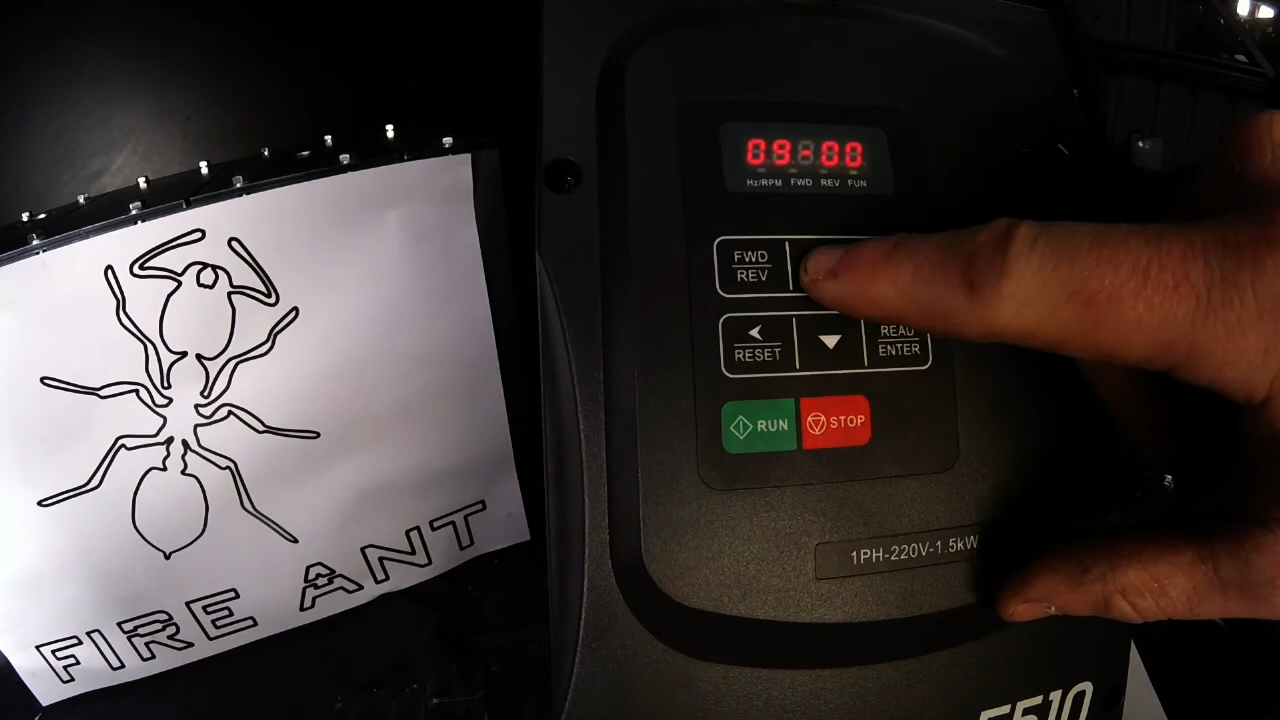 FIRE ANT
09-00
Hz/RPM FWD REV FUN
FWD
REV
RESET
READ
ENTER
RUN
STOP
1PH-220V-1.5kW
510